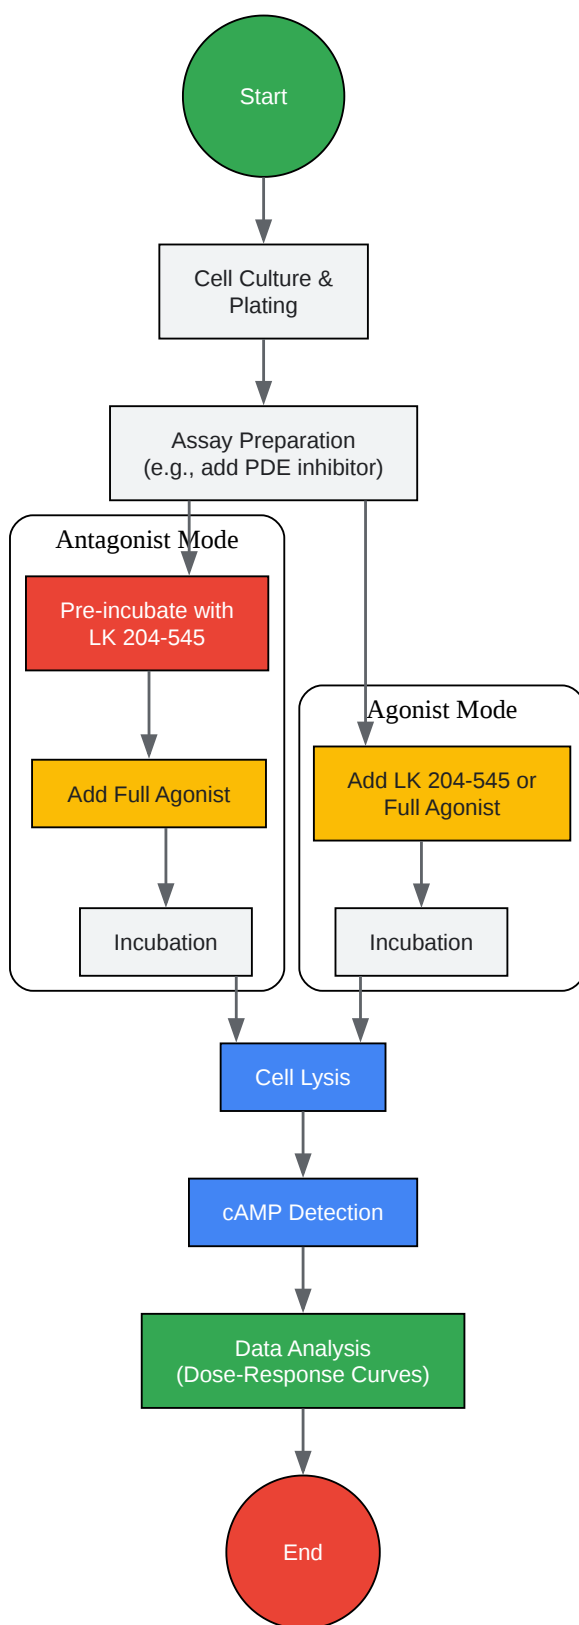 Start
Cell Culture &
Plating
Assay Preparation
(e.g., add PDE inhibitor)
Antagonist Mode
Pre-incubate with
LK 204-545
Add Full Agonist
Incubation
Agonist Mode
Add LK 204-545 or
Full Agonist
Incubation
Cell Lysis
cAMP Detection
Data Analysis
(Dose-Response Curves)
End